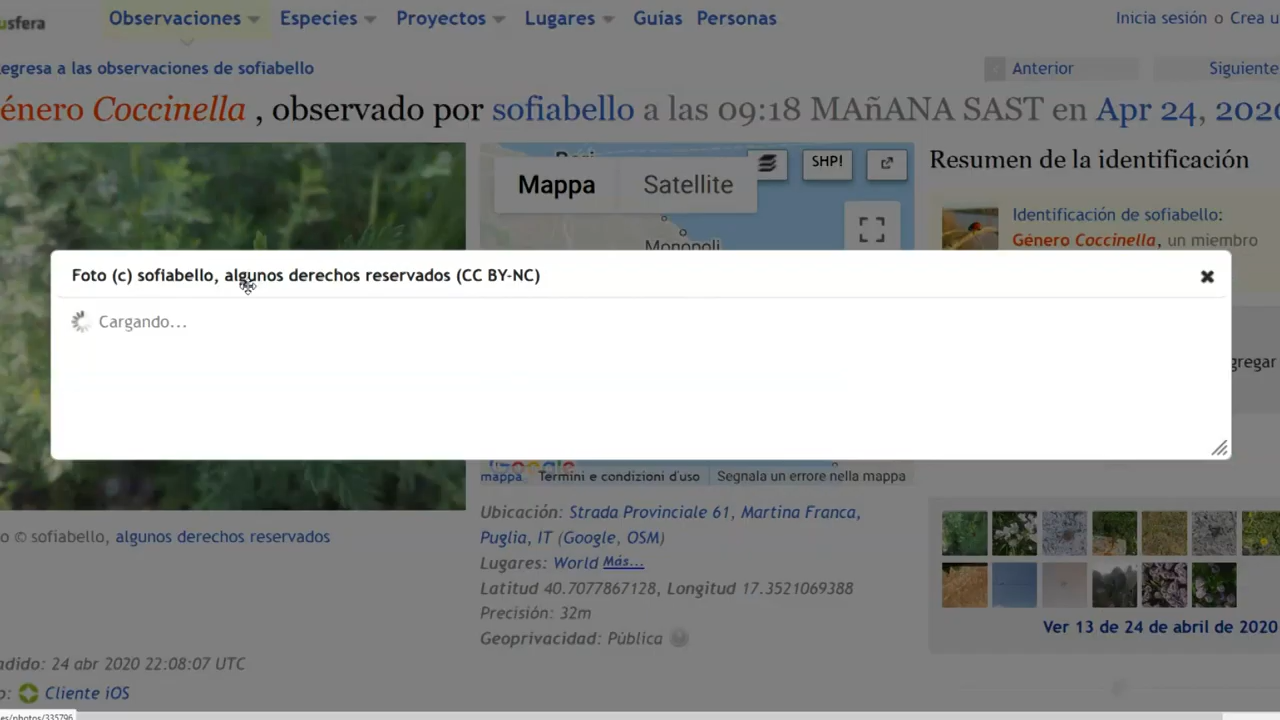 usfera
Observaciones Especies Proyectos Lugares Guías Personas
Inicia sesión o Crea u
egresa a las observaciones de sofiabello
Anterior
Siguiente
énero Coccinella , observado por sofiabello a las 09:18 MAñANA SAST en Apr 24, 2020
Mappa Satellite
SHP!
Monopoli
Resumen de la identificación
Identificación de sofiabello:
Género Coccinella, un miembro
Foto (c) sofiabello, algunos derechos reservados (CC BY-NC)
Cargando...
gregar
mappa Termini e condizioni d'uso Segnala un errore nella mappa
o © sofiabello, algunos derechos reservados
Ubicación: Strada Provinciale 61, Martina Franca,
Puglia, IT (Google, OSM)
Lugares: World Más...
Latitud 40.7077867128, Longitud 17.3521069388
Precisión: 32m
Geoprivacidad: Pública
Ver 13 de 24 de abril de 2020
adido: 24 abr 2020 22:08:07 UTC
o: Cliente iOS
es/photos/335796